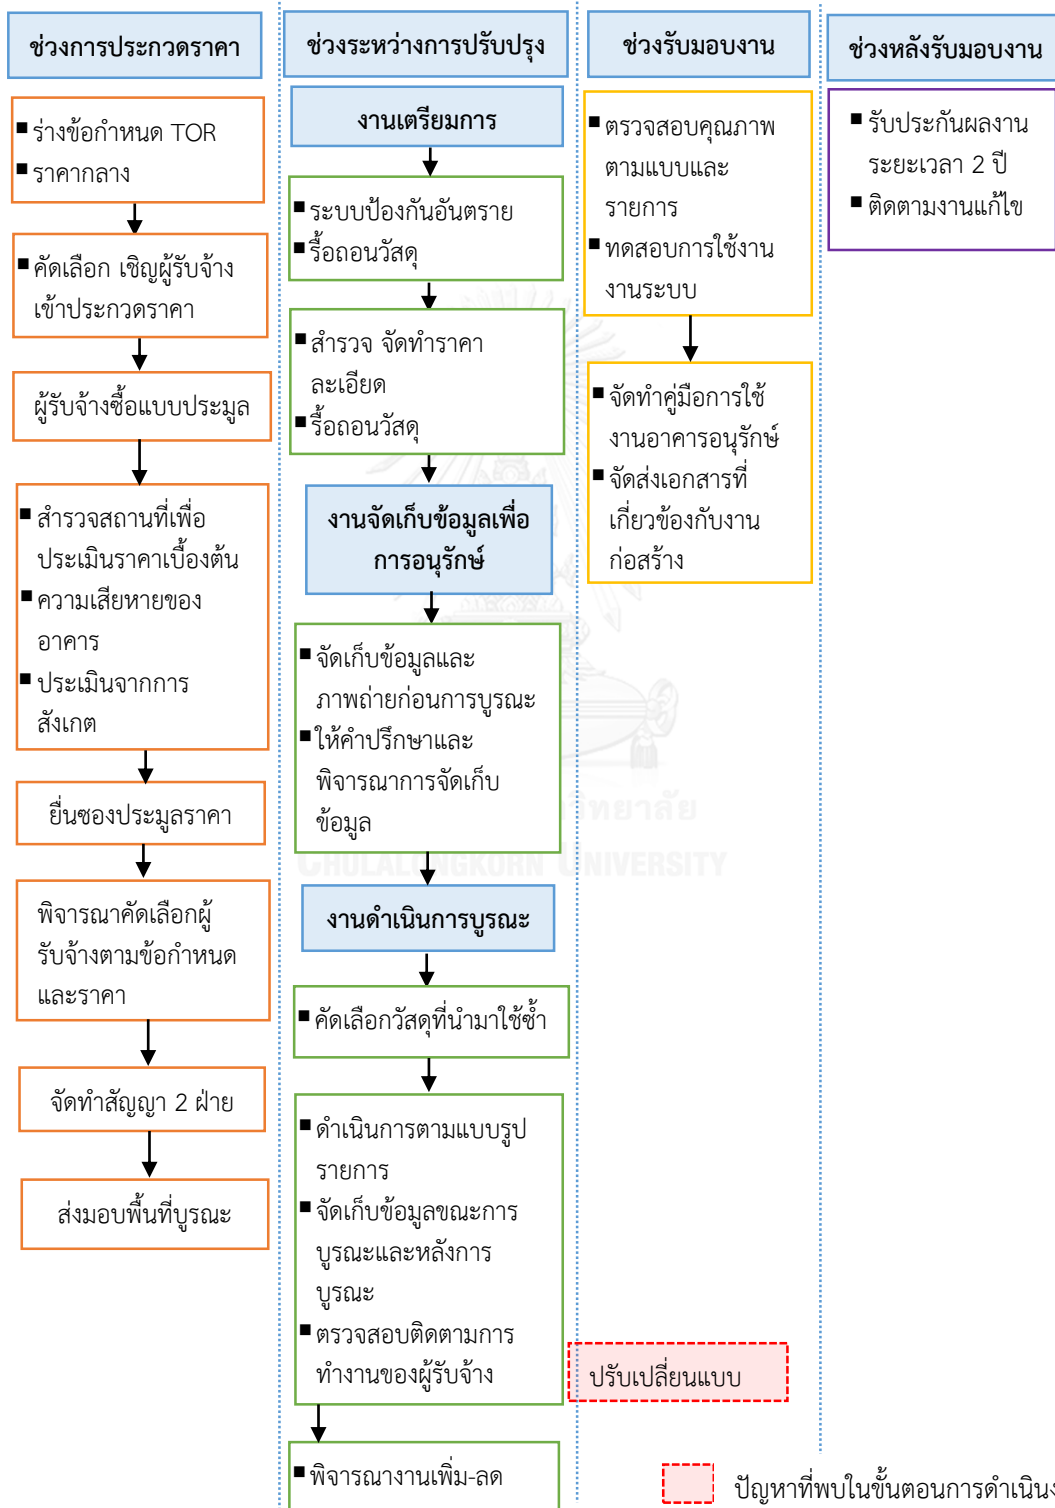 ช่วงการประกวดราคา
■ ร่างข้อกำหนด TOR
■ ราคากลาง
■ คัดเลือก เชิญผู้รับจ้าง
เข้าประกวดราคา
ผู้รับจ้างซื้อแบบประมูล
■ สำรวจสถานที่เพื่อ
ประเมินราคาเบื้องต้น
■ ความเสียหายของ
อาคาร
■ ประเมินจากการ
สังเกต
ยื่นซองประมูลราคา
พิจารณาคัดเลือกผู้
รับจ้างตามข้อกำหนด
และราคา
จัดทำสัญญา 2 ฝ่าย
ส่งมอบพื้นที่บูรณะ
ช่วงระหว่างการปรับปรุง
งานเตรียมการ
■ ระบบป้องกันอันตราย
■ รื้อถอนวัสดุ
■ สำรวจ จัดทำราคา
ละเอียด
■ รื้อถอนวัสดุ
งานจัดเก็บข้อมูลเพื่อ
การอนุรักษ์
■ จัดเก็บข้อมูลและ
ภาพถ่ายก่อนการบูรณะ
■ ให้คำปรึกษาและ
พิจารณาการจัดเก็บ
ข้อมูล
งานดำเนินการบูรณะ
■ คัดเลือกวัสดุที่นำมาใช้ซ้ำ
■ ดำเนินการตามแบบรูป
รายการ
■ จัดเก็บข้อมูลขณะการ
บูรณะและหลังการ
บูรณะ
■ ตรวจสอบติดตามการ
ทำงานของผู้รับจ้าง
■ พิจารณางานเพิ่ม-ลด
ช่วงรับมอบงาน
■ ตรวจสอบคุณภาพ
ตามแบบและ
รายการ
■ ทดสอบการใช้งาน
งานระบบ
■ จัดทำคู่มือการใช้
งานอาคารอนุรักษ์
■ จัดส่งเอกสารที่
เกี่ยวข้องกับงาน
ก่อสร้าง
ปรับเปลี่ยนแบบ
ช่วงหลังรับมอบงาน
■ รับประกันผลงาน
ระยะเวลา 2 ปี
■ ติดตามงานแก้ไข
ปัญหาที่พบในขั้นตอนการดำเนินง
วิทยาลัย
CHULALONGKORN UNIVERSITY